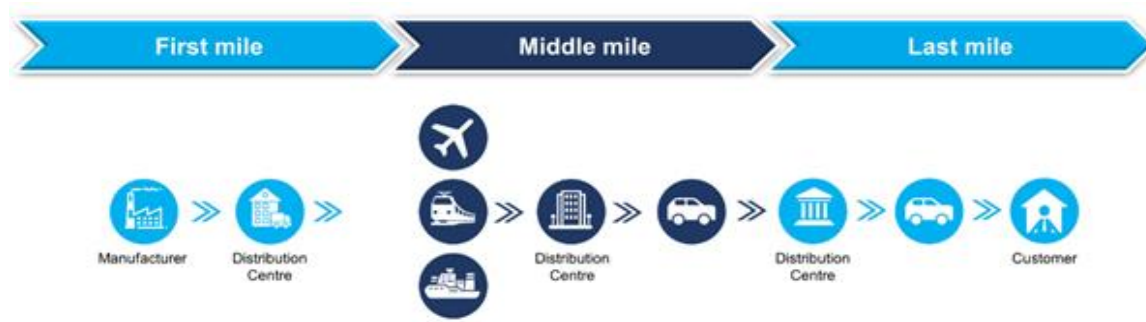 First mile
Middle mile
Last mile
Manufacturer
Distribution
Centre
Distribution
Centre
Distribution
Centre
Customer